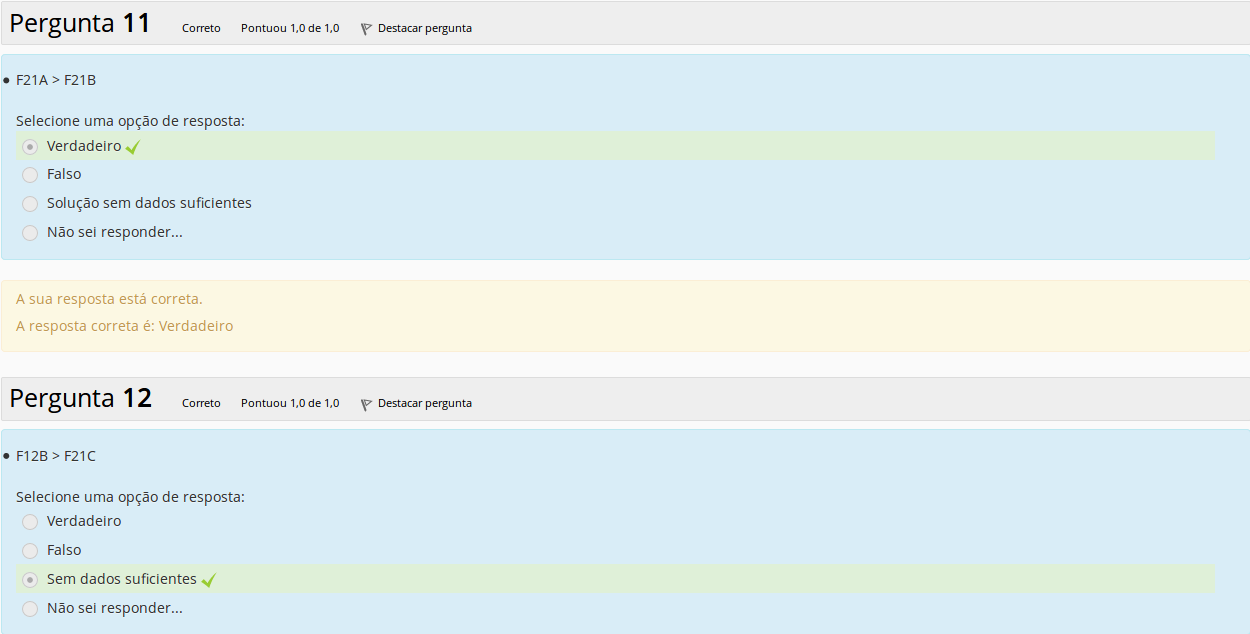 Pergunta 11 Correto Pontuou 1,0 de 1,0 Destacar pergunta
F21A > F21B
Selecione uma opção de resposta:
Verdadeiro
Falso
Solução sem dados suficientes
Não sei responder...
A sua resposta está correta.
A resposta correta é: Verdadeiro
Pergunta 12 Correto Pontuou 1,0 de 1,0 Destacar pergunta
F12B > F21C
Selecione uma opção de resposta:
Verdadeiro
Falso
Sem dados suficientes
Não sei responder...